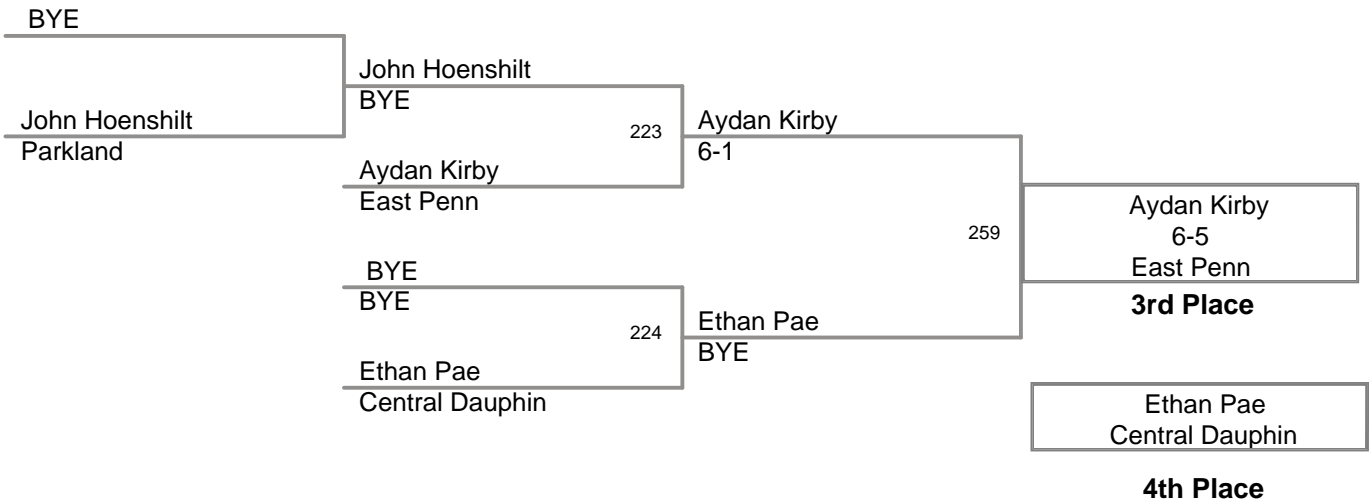 BYE
John Hoenshilt
Parkland
John Hoenshilt
BYE
223
Aydan Kirby
East Penn
BYE
BYE
224
Ethan Pae
Central Dauphin
Aydan Kirby
6-1
259
Ethan Pae
BYE
Aydan Kirby
6-5
East Penn
3rd Place
Ethan Pae
Central Dauphin
4th Place